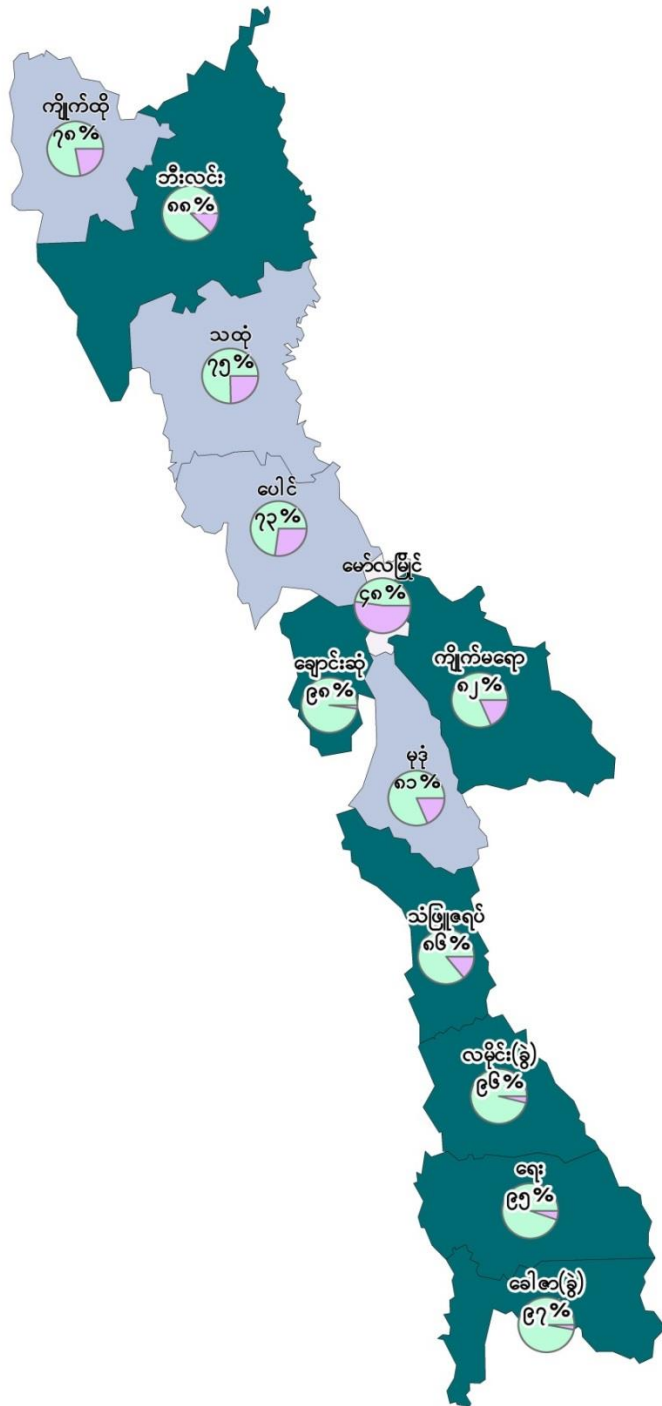 ကျိုက်ထို
၇၈%
ဘီးလင်း
၈၈%
သထုံ
၇၅%
ပေါင်
၇၃%
မော်လမြိုင်
၄၈%
ချောင်းဆုံ
၉၈%
ကျိုက်မရော
၈၂%
မုဒုံ
၈၁%
သံဖြူဇရပ်
၈၆%
လမိုင်း(ခွဲ)
၉၆%
ရေး
၉၅%
ခေါဇာ(ခွဲ)
၉၇%